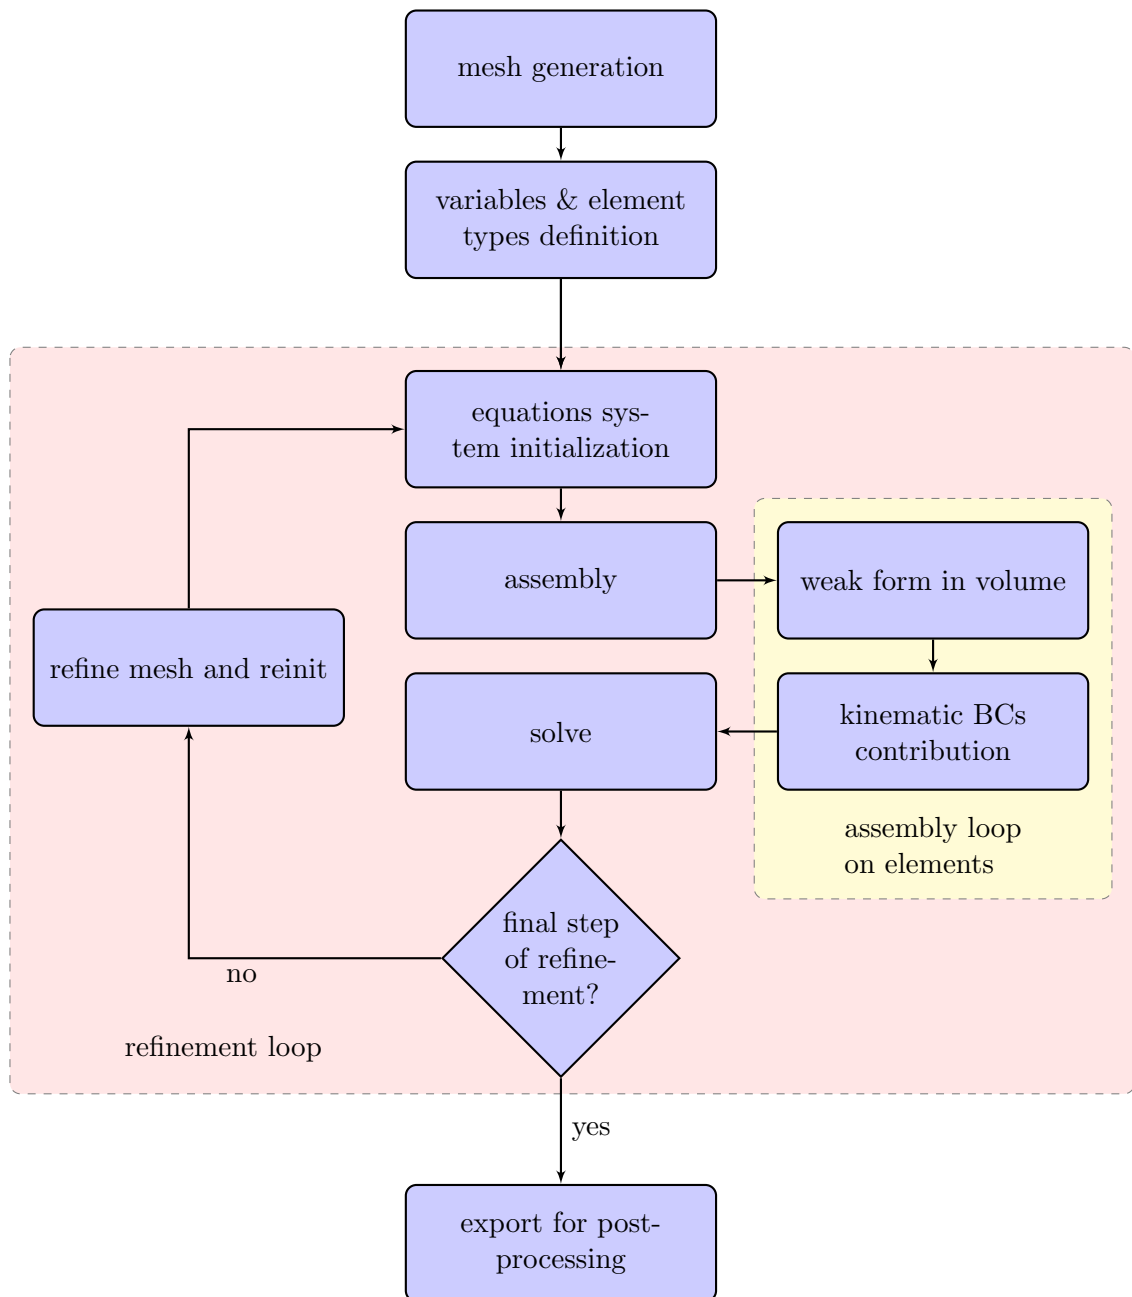 mesh generation
variables & element
types definition
equations sys-
tem initialization
assembly
weak form in volume
refine mesh and reinit
solve
kinematic BCs
contribution
assembly loop
on elements
final step
of refine-
ment?
no
refinement loop
yes
export for post-
processing